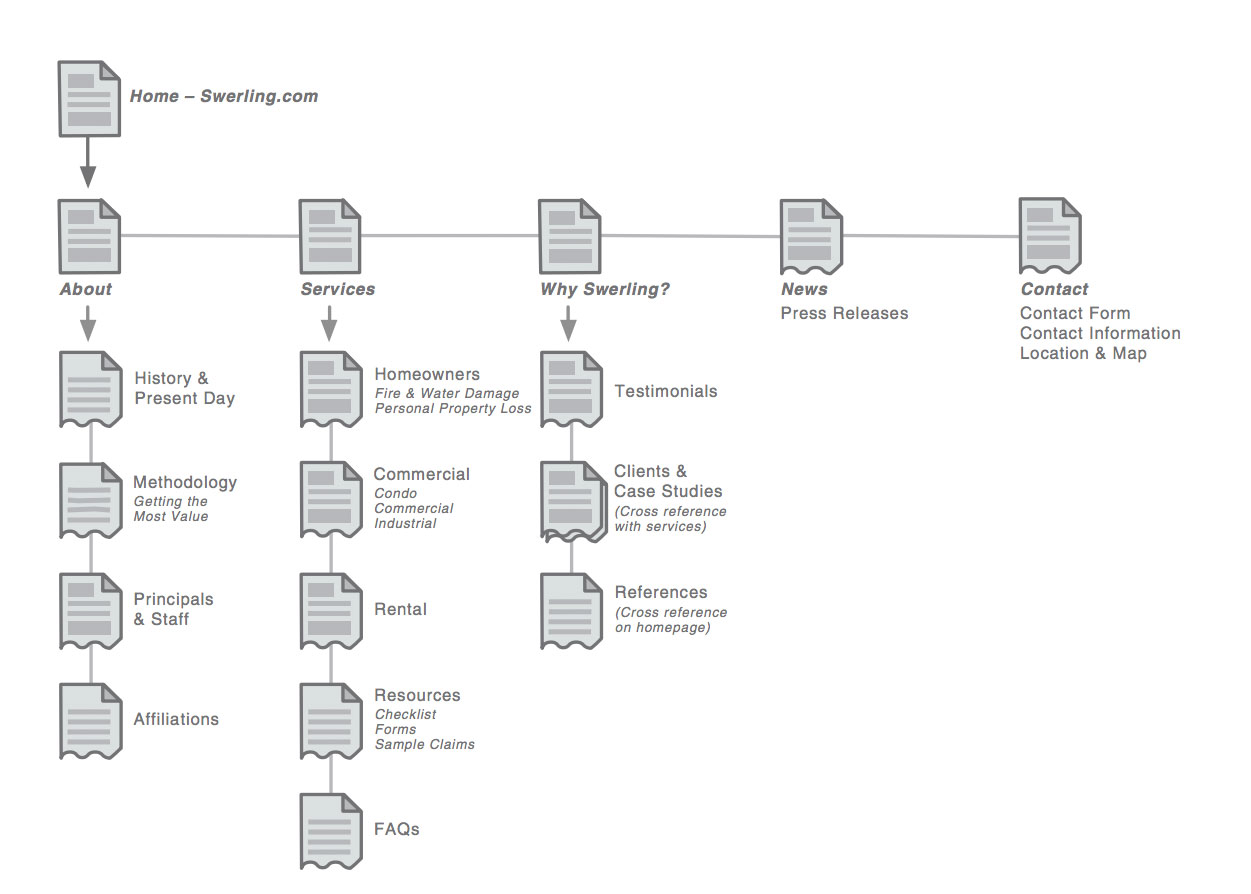 Home – Swerling.com
About
Services
Why Swerling?
News
Press Releases
Contact
Contact Form
Contact Information
Location & Map
History &
Present Day
Methodology
Getting the
Most Value
Principals
& Staff
Affiliations
Homeowners
Fire & Water Damage
Personal Property Loss
Commercial
Condo
Commercial
Industrial
Rental
Resources
Checklist
Forms
Sample Claims
FAQs
Testimonials
Clients &
Case Studies
(Cross reference
with services)
References
(Cross reference
on homepage)